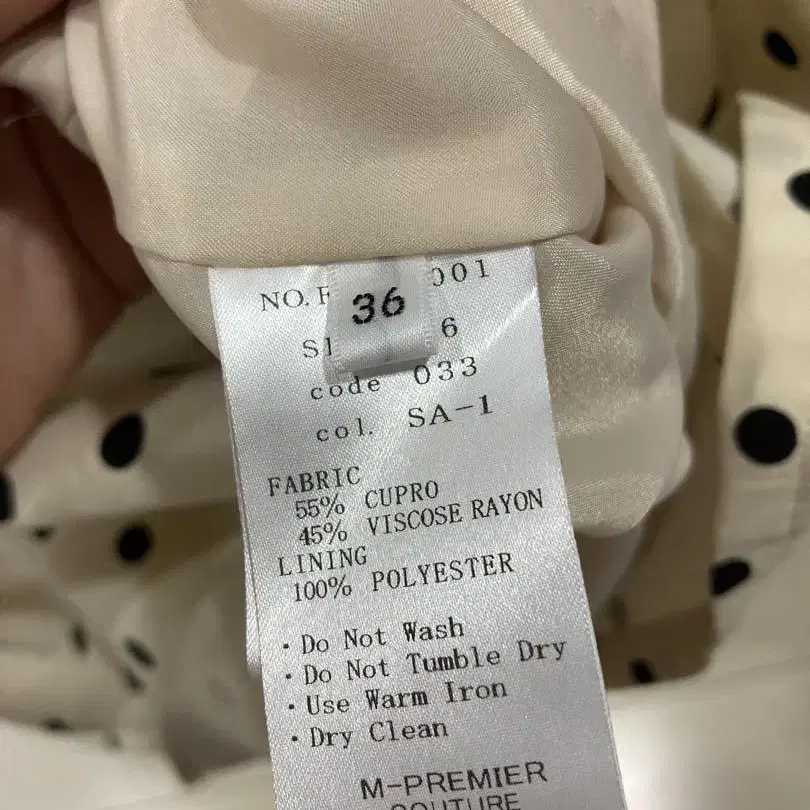 36
NO. 001
6
code 033
col. SA-1
FABRIC
55% CUPRO
45% VISCOSE RAYON
LINING
100% POLYESTER
・Do Not Wash
・Do Not Tumble Dry
・Use Warm Iron
・Dry Clean
M-PREMIER
COUTURE